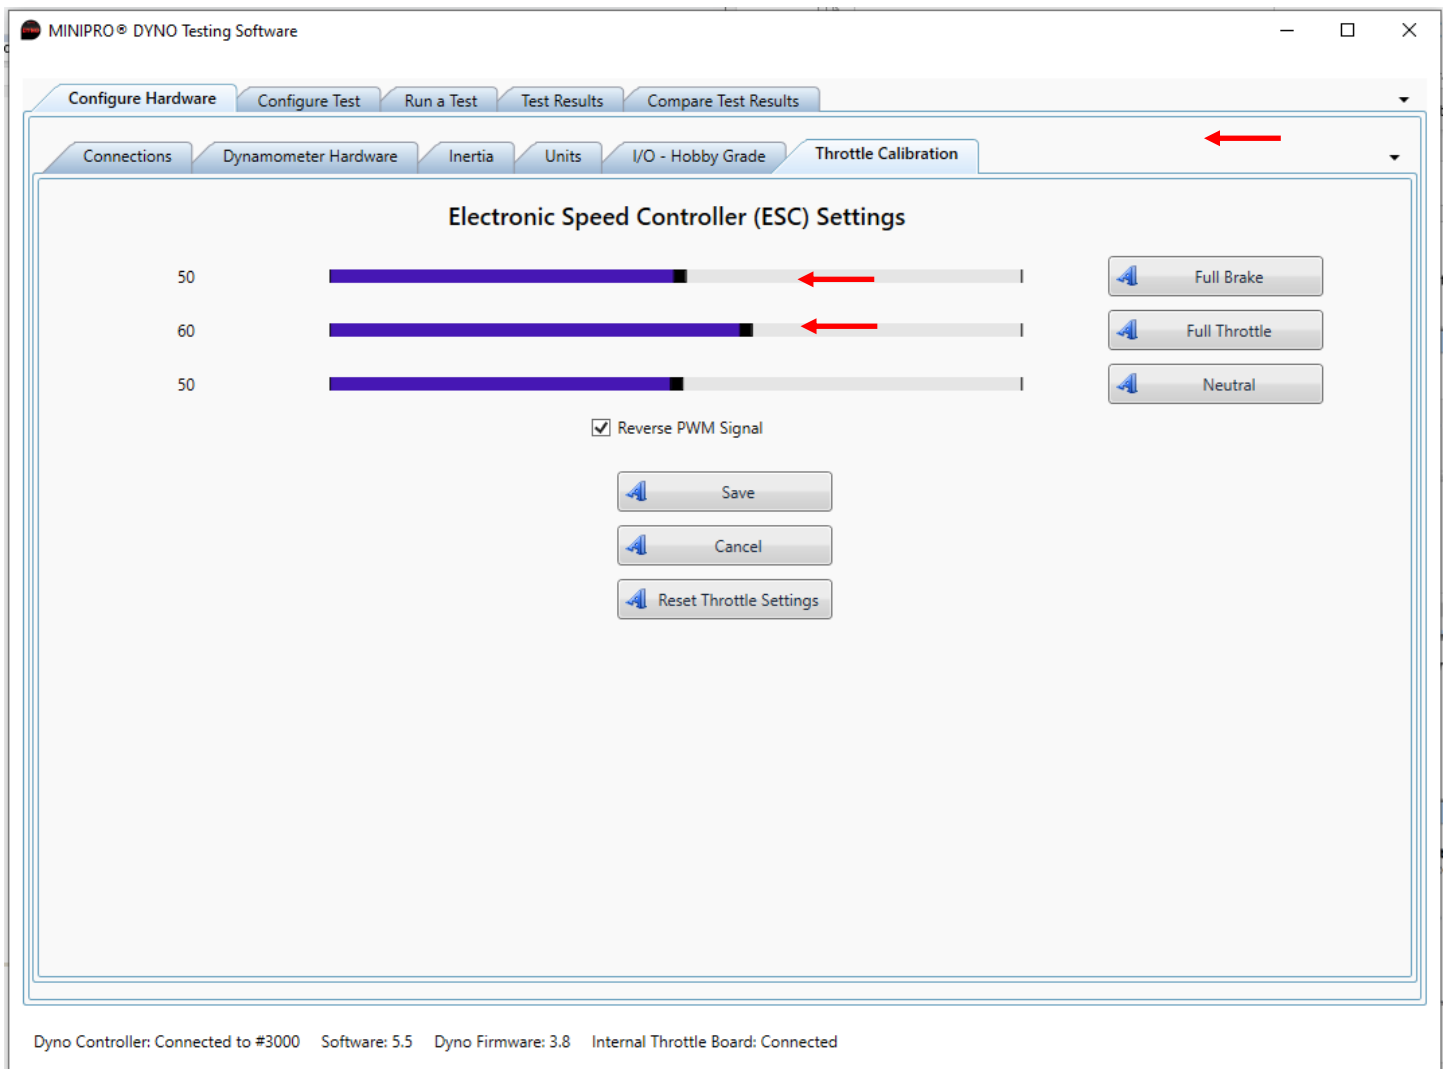 MINIPRO® DYNO Testing Software
Configure Hardware Configure Test Run a Test Test Results Compare Test Results
Connections Dynamometer Hardware Inertia Units I/O - Hobby Grade Throttle Calibration
Electronic Speed Controller (ESC) Settings
50 Full Brake
60 Full Throttle
50 Neutral
Reverse PWM Signal
Save
Cancel
Reset Throttle Settings
Dyno Controller: Connected to #3000 Software: 5.5 Dyno Firmware: 3.8 Internal Throttle Board: Connected